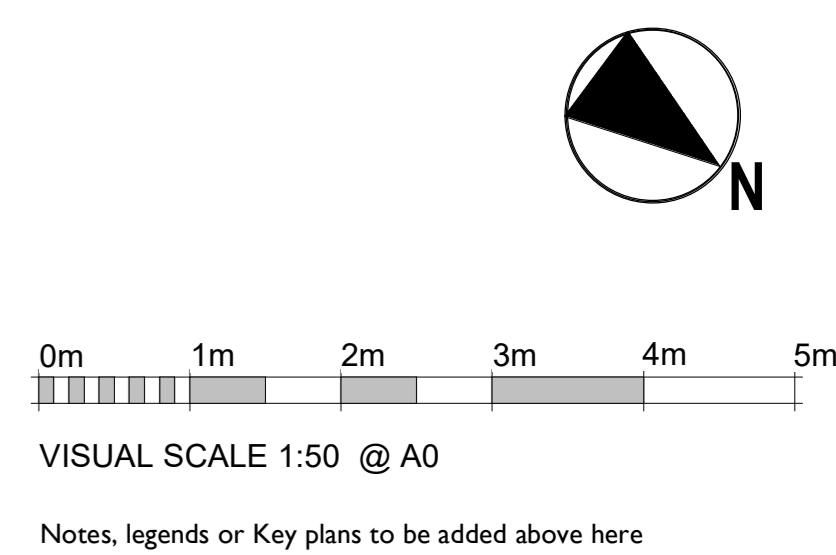 N
0m 1m 2m 3m 4m 5m
VISUAL SCALE 1:50 @ A0
Notes, legends or Key plans to be added above here